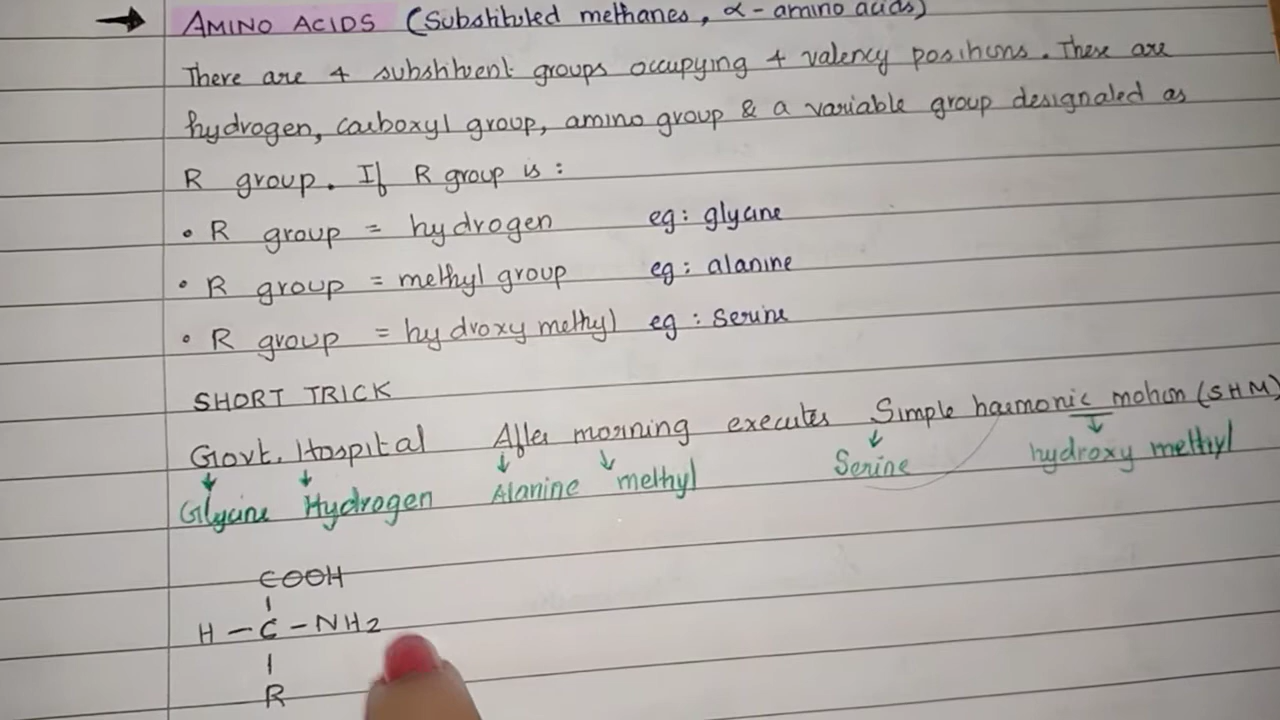 → AMINO ACIDS (Substituted methanes, α-amino acids)
There are 4 substituent groups occupying 4 valency positions. These are
hydrogen, carboxyl group, amino group & a variable group designated as
R group. If R group is:
• R group = hydrogen eg: glycine
• R group = methyl group eg: alanine
• R group = hydroxy methyl eg: serine
SHORT TRICK
Govt. Hospital After morning executes Simple harmonic motion (SHM)
↓ ↓ ↓ ↓ ↓ ↓
Glycine Hydrogen Alanine methyl Serine hydroxy methyl
COOH
|
H - C - NH2
|
R